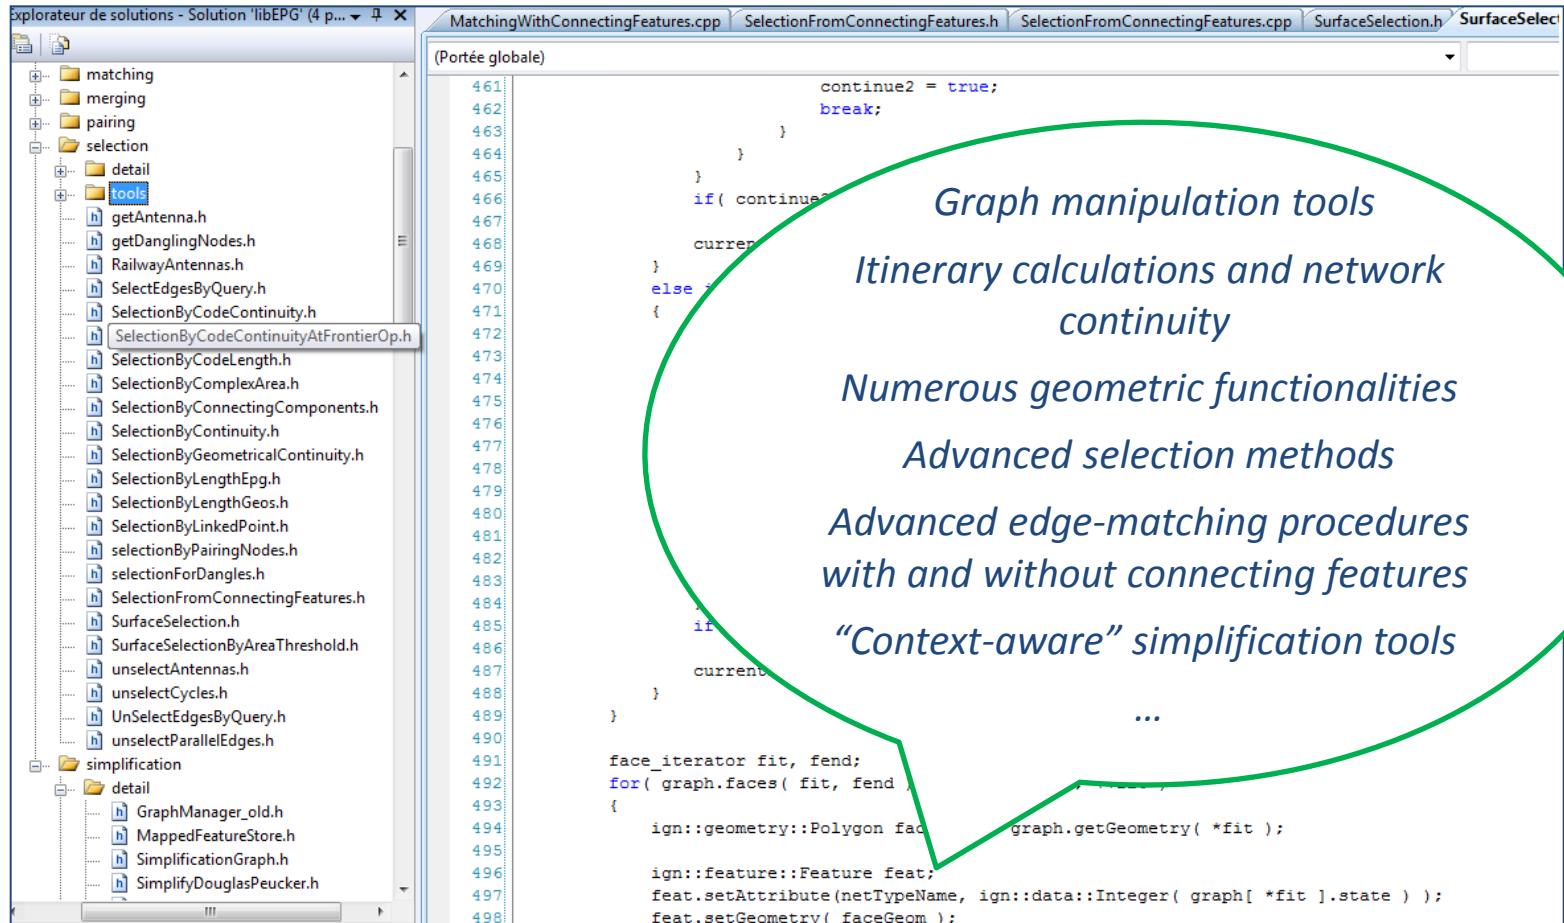 Explorateur de solutions - Solution 'libEPG' (4 p...
matching
merging
pairing
selection
detail
tools
getAntenna.h
getDanglingNodes.h
RailwayAntennas.h
SelectEdgesByQuery.h
SelectionByCodeContinuity.h
SelectionByCodeContinuityAtFrontierOp.h
SelectionByCodeLength.h
SelectionByComplexArea.h
SelectionByConnectingComponents.h
SelectionByContinuity.h
SelectionByGeometricalContinuity.h
SelectionByLengthEpg.h
SelectionByLengthGeos.h
SelectionByLinkedPoint.h
selectionByPairingNodes.h
selectionForDangles.h
SelectionFromConnectingFeatures.h
SurfaceSelection.h
SurfaceSelectionByAreaThreshold.h
unselectAntennas.h
unselectCycles.h
UnSelectEdgesByQuery.h
unselectParallelEdges.h
simplification
detail
GraphManager_old.h
MappedFeatureStore.h
SimplificationGraph.h
SimplifyDouglasPeucker.h
MatchingWithConnectingFeatures.cpp SelectionFromConnectingFeatures.h SelectionFromConnectingFeatures.cpp SurfaceSelection.h SurfaceSelect
(Portée globale)
461 continue2 = true;
462 break;
463 }
464 }
465 }
466 if( continue2
467
468 curren
469 }
470 else i
471 {
472
473
474
475
476
477
478
479
480
481
482
483
484 }
485 if
486
487 current
488 }
489 }
490
491 face_iterator fit, fend;
492 for( graph.faces( fit, fend )
493 {
494 ign::geometry::Polygon fac graph.getGeometry( *fit );
495
496 ign::feature::Feature feat;
497 feat.setAttribute(netTypeName, ign::data::Integer( graph[ *fit ].state ) );
498 feat.setGeometry( faceGeom );
Graph manipulation tools
Itinerary calculations and network
continuity
Numerous geometric functionalities
Advanced selection methods
Advanced edge-matching procedures
with and without connecting features
“Context-aware” simplification tools
...